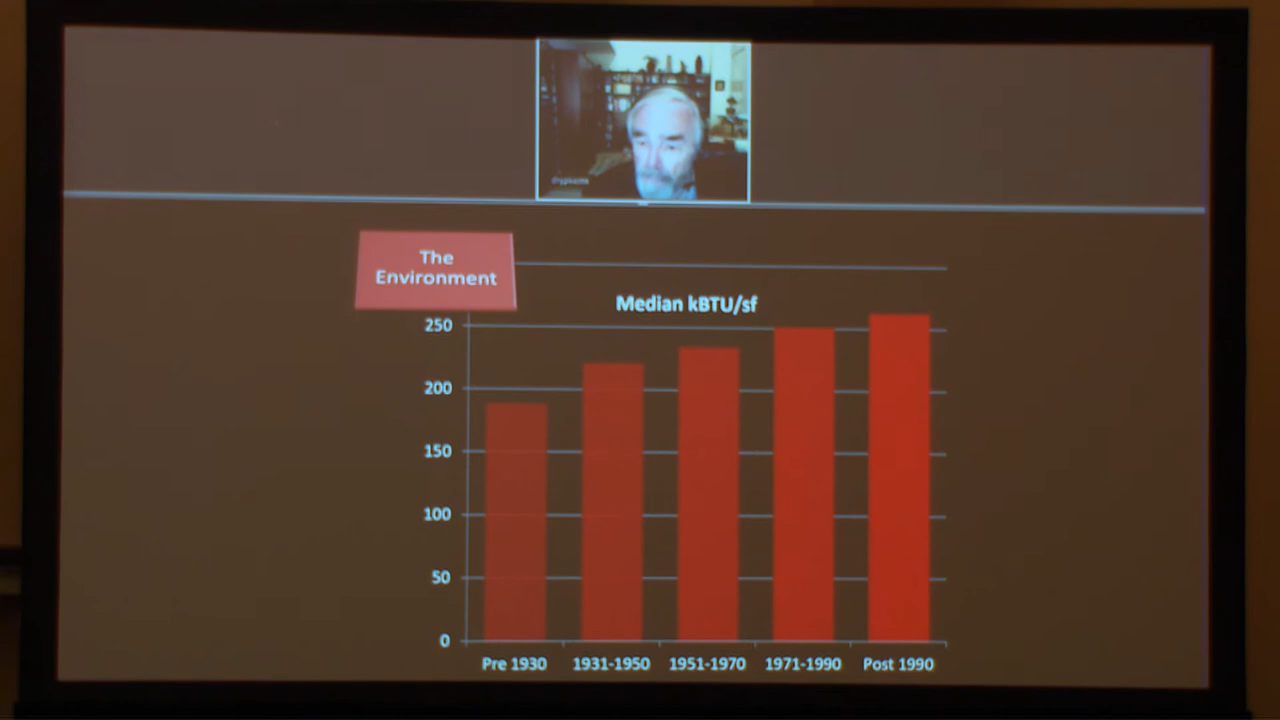 The
Environment
Median kBTU/sf
250
200
150
100
50
0
Pre 1930
1931-1950
1951-1970
1971-1990
Post 1990